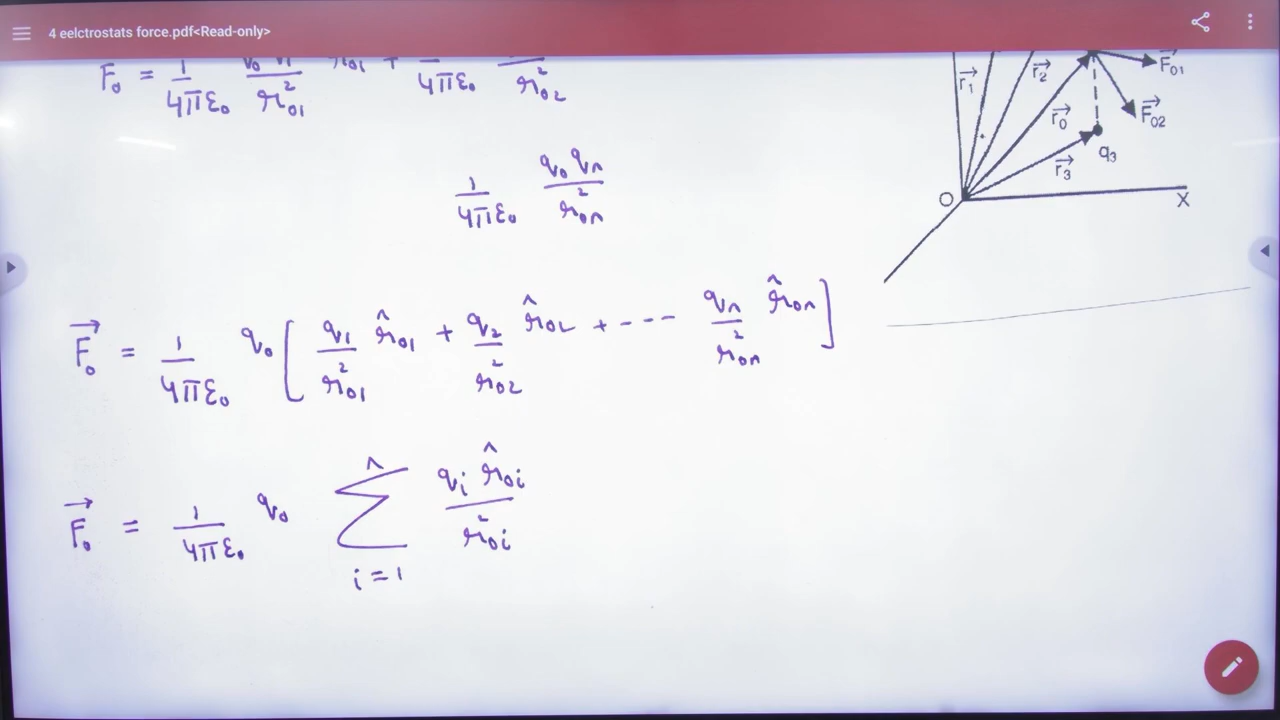 4 eelctrostats force.pdf<Read-only>
F₀ = 1/4πε₀ q₀q₁/r₀₁² r̂₀₁ + 1/4πε₀ /r₀₂²
1/4πε₀ q₀qₙ/r₀ₙ²
F⃗₀ = 1/4πε₀ q₀ [ q₁/r₀₁² r̂₀₁ + q₂/r₀₂² r̂₀₂ + --- qₙ/r₀ₙ² r̂₀ₙ ]
F⃗₀ = 1/4πε₀ q₀ Σ_{i=1}^{n} qᵢ r̂₀ᵢ / r₀ᵢ²
r⃗₁
r⃗₂
F⃗₀₁
r⃗₀
F⃗₀₂
r⃗₃
q₃
O
X